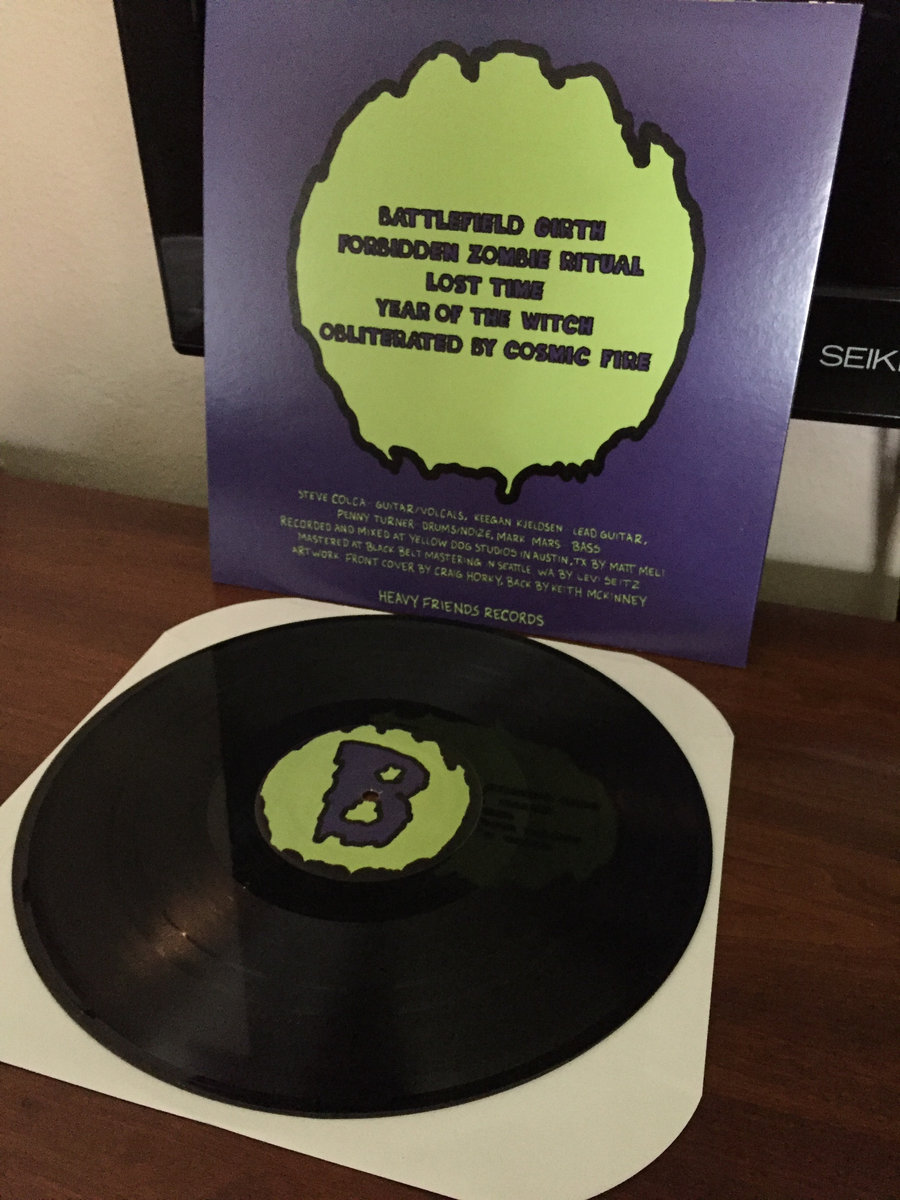 BATTLEFIELD GIRTH
FORBIDDEN ZOMBIE RITUAL
LOST TIME
YEAR OF THE WITCH
OBLITERATED BY COSMIC FIRE
SEIK
STEVE COLCA GUITAR/VOLCALS, KEEGAN KJELDSEN LEAD GUITAR,
PENNY TURNER DRUMS/NOIZE, MARK MARS BASS
RECORDED AND MIXED AT YELLOW DOG STUDIOS IN AUSTIN, TX BY MATT MELI
MASTERED AT BLACK BELT MASTERING IN SEATTLE WA BY LEVI SEITZ
ARTWORK FRONT COVER BY CRAIG HORKY, BACK BY KEITH MCKINNEY
HEAVY FRIENDS RECORDS
B